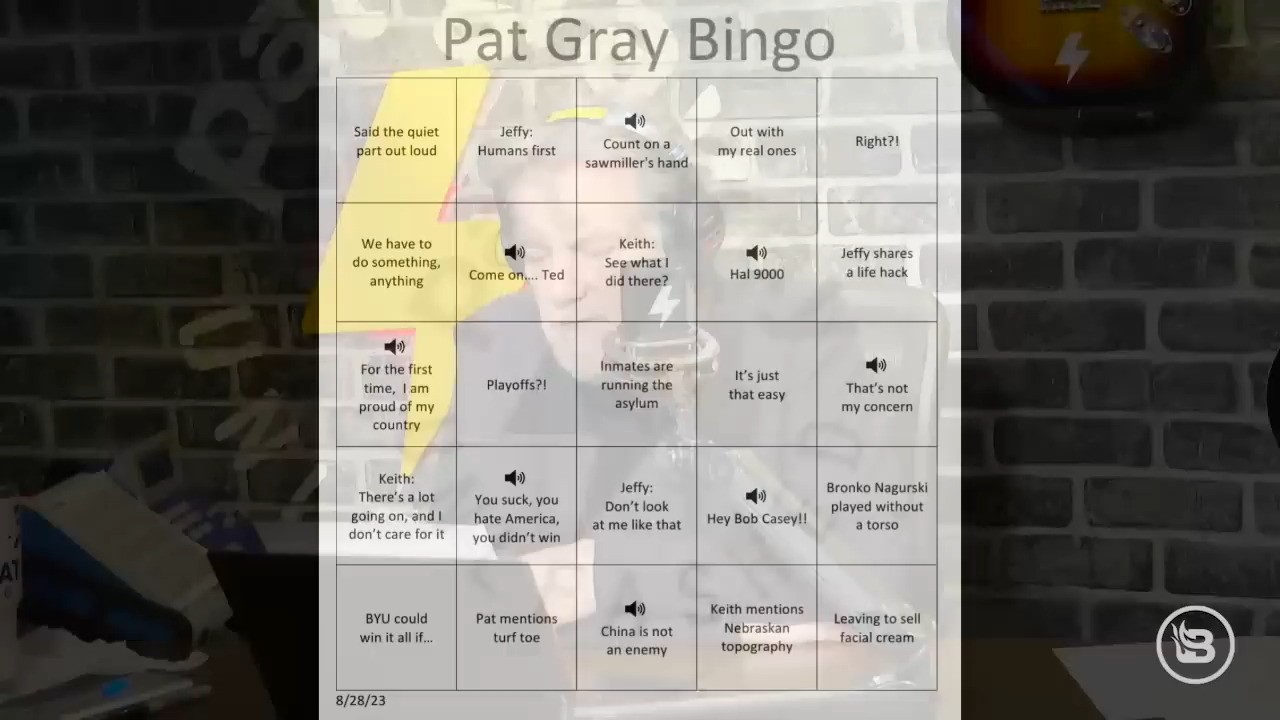 Pat Gray Bingo
Said the quiet
part out loud
Jeffy:
Humans first
Count on a
sawmiller's hand
Out with
my real ones
Right?!
We have to
do something,
anything
Come on.... Ted
Keith:
See what I
did there?
Hal 9000
Jeffy shares
a life hack
For the first
time, I am
proud of my
country
Playoffs?!
Inmates are
running the
asylum
It's just
that easy
That's not
my concern
Keith:
There's a lot
going on, and I
don't care for it
You suck, you
hate America,
you didn't win
Jeffy:
Don't look
at me like that
Hey Bob Casey!!
Bronko Nagurski
played without
a torso
BYU could
win it all if...
Pat mentions
turf toe
China is not
an enemy
Keith mentions
Nebraskan
topography
Leaving to sell
facial cream
8/28/23
B